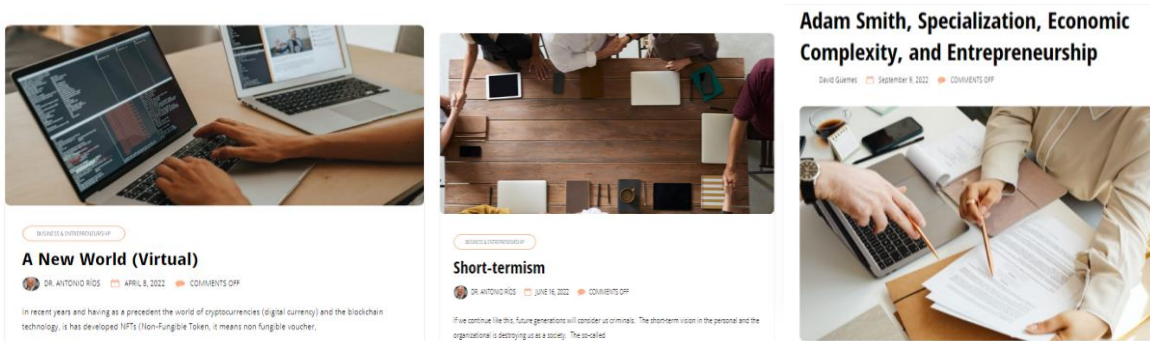 BUSINESS & ENTREPRENEURSHIP
A New World (Virtual)
DR. ANTONIO RÍOS APRIL 8, 2022 COMMENTS OFF
In recent years and having as a precedent the world of cryptocurrencies (digital currency) and the blockchain
technology, is has developed NFTs (Non-Fungible Token, it means non fungible voucher,
BUSINESS & ENTREPRENEURSHIP
Short-termism
DR. ANTONIO RÍOS JUNE 16, 2022 COMMENTS OFF
If we continue like this, future generations will consider us criminals. The short-term vision in the personal and the
organizational is destroying us as a society. The so-called
Adam Smith, Specialization, Economic
Complexity, and Entrepreneurship
David Güemes September 9, 2022 COMMENTS OFF